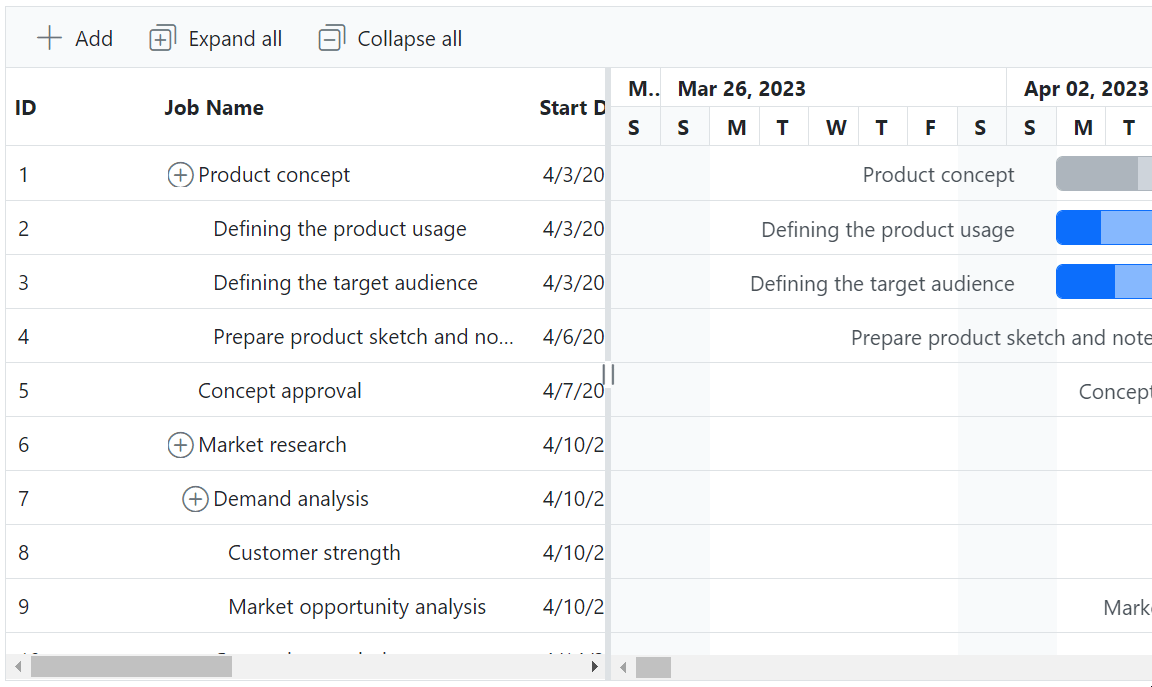 Add Expand all Collapse all
ID Job Name Start D M.. Mar 26, 2023 Apr 02, 2023
S S M T W T F S S M T
1 Product concept 4/3/20 Product concept
2 Defining the product usage 4/3/20 Defining the product usage
3 Defining the target audience 4/3/20 Defining the target audience
4 Prepare product sketch and no... 4/6/20 Prepare product sketch and note
5 Concept approval 4/7/20 Concept
6 Market research 4/10/2
7 Demand analysis 4/10/2
8 Customer strength 4/10/2
9 Market opportunity analysis 4/10/2 Marke